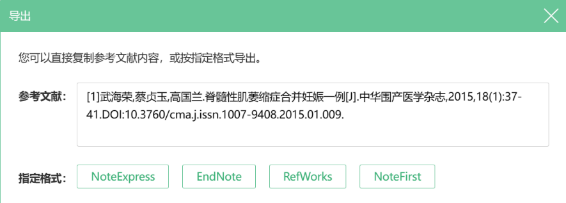 导出
您可以直接复制参考文献内容，或按指定格式导出。
参考文献： [1]武海荣,蔡贞玉,高国兰.脊髓性肌萎缩症合并妊娠一例[J].中华围产医学杂志,2015,18(1):37-
41.DOI:10.3760/cma.j.issn.1007-9408.2015.01.009.
指定格式： NoteExpress EndNote RefWorks NoteFirst